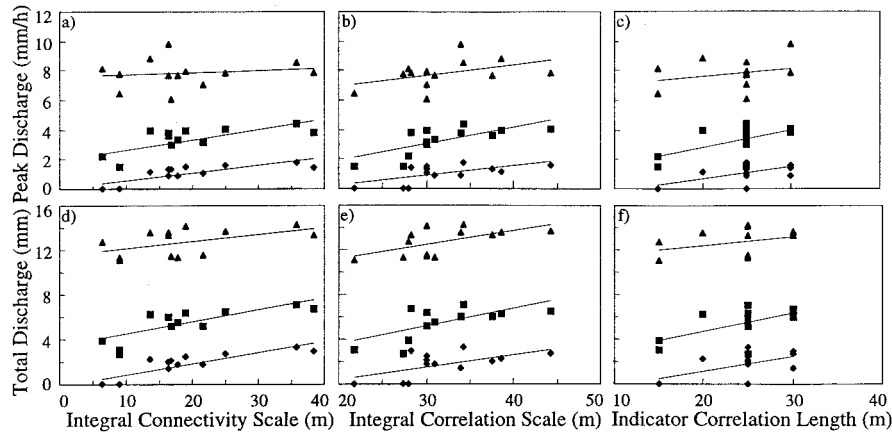 a) b) c)
Peak Discharge (mm/h)
12
10
8
6
4
2
0
d) e) f)
Total Discharge (mm)
16
12
8
4
0
0 10 20 30 40 20 30 40 50 10 20 30 40
Integral Connectivity Scale (m) Integral Correlation Scale (m) Indicator Correlation Length (m)